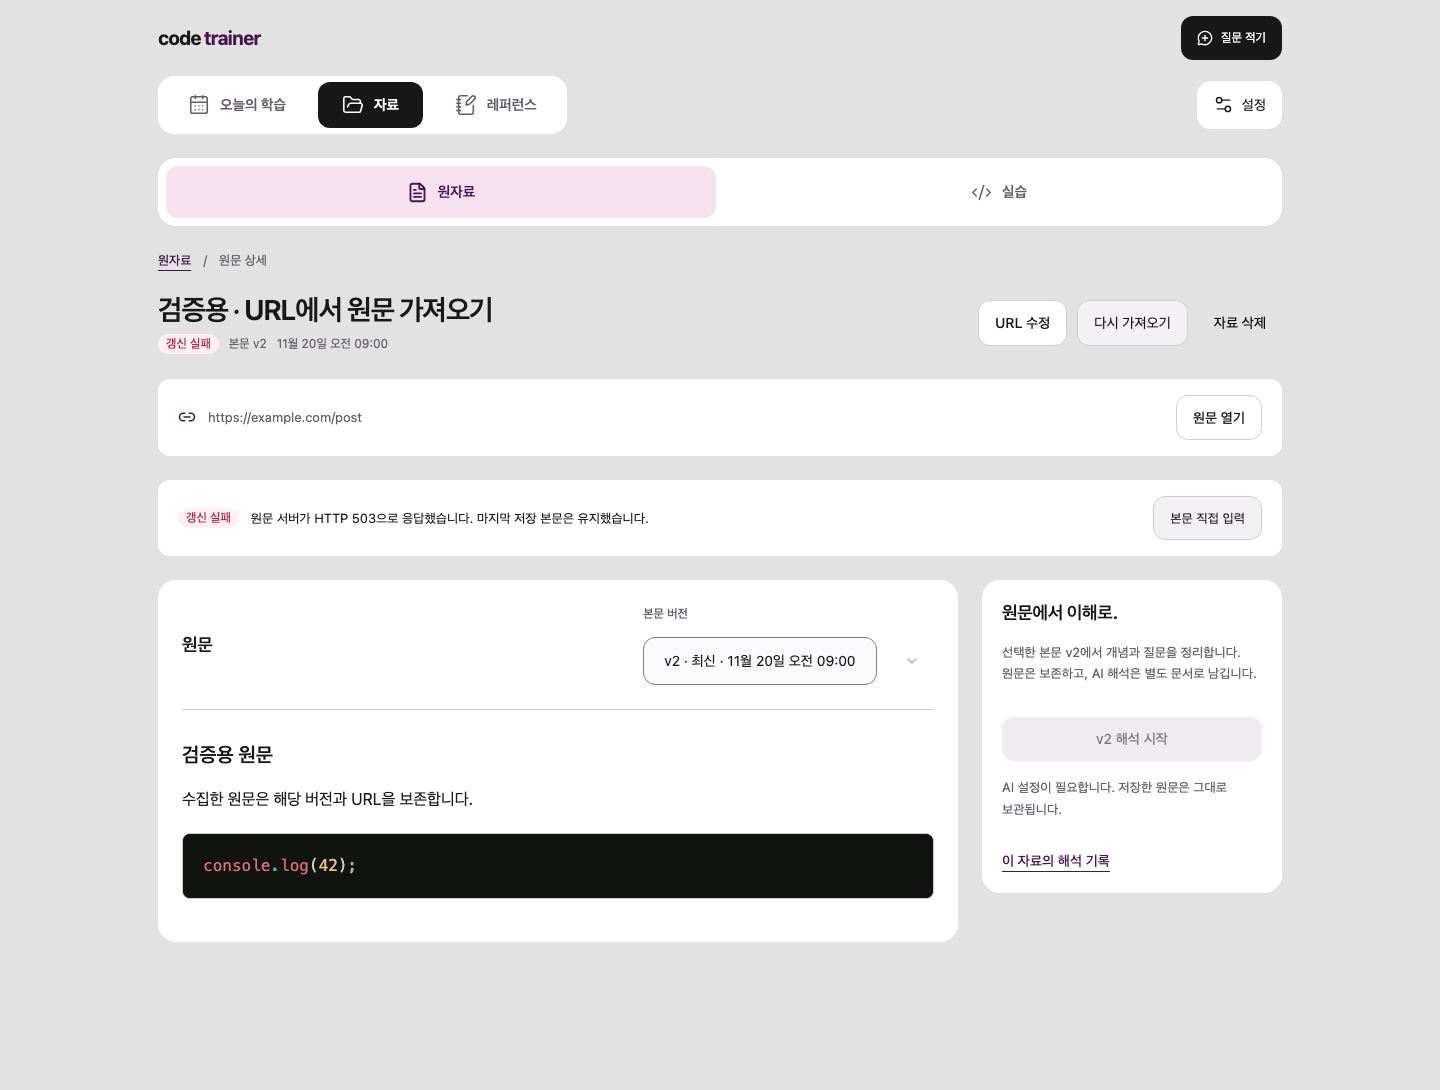 code trainer
질문 적기
오늘의 학습
자료
레퍼런스
설정
원자료
실습
원자료 / 원문 상세
검증용 · URL에서 원문 가져오기
갱신 실패 본문 v2 11월 20일 오전 09:00
URL 수정
다시 가져오기
자료 삭제
https://example.com/post
원문 열기
갱신 실패 원문 서버가 HTTP 503으로 응답했습니다. 마지막 저장 본문은 유지했습니다.
본문 직접 입력
원문
본문 버전
v2 · 최신 · 11월 20일 오전 09:00
검증용 원문
수집한 원문은 해당 버전과 URL을 보존합니다.
console.log(42);
원문에서 이해로.
선택한 본문 v2에서 개념과 질문을 정리합니다.
원문은 보존하고, AI 해석은 별도 문서로 남깁니다.
v2 해석 시작
AI 설정이 필요합니다. 저장한 원문은 그대로
보관됩니다.
이 자료의 해석 기록